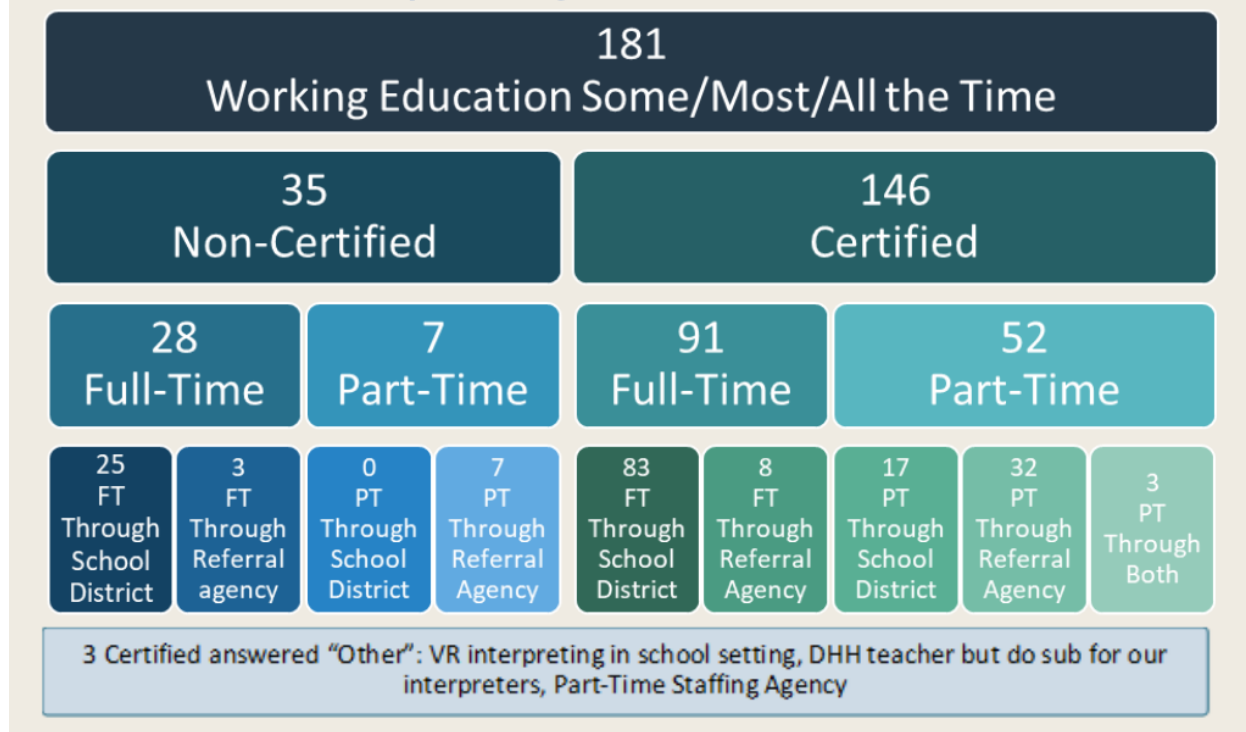 181
Working Education Some/Most/All the Time
35
Non-Certified
146
Certified
28
Full-Time
7
Part-Time
91
Full-Time
52
Part-Time
25
FT
Through
School
District
3
FT
Through
Referral
agency
0
PT
Through
School
District
7
PT
Through
Referral
Agency
83
FT
Through
School
District
8
FT
Through
Referral
Agency
17
PT
Through
School
District
32
PT
Through
Referral
Agency
3
PT
Through
Both
3 Certified answered “Other”: VR interpreting in school setting, DHH teacher but do sub for our
interpreters, Part-Time Staffing Agency